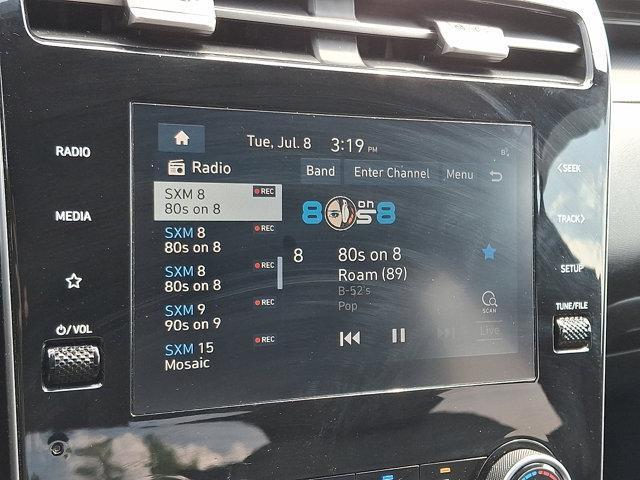 Tue, Jul. 8 3:19 PM
RADIO
MEDIA
VOL
Radio
Band Enter Channel Menu
SXM 8 REC
80s on 8
SXM 8 REC
80s on 8
SXM 8 REC
80s on 8
SXM 9 REC
90s on 9
SXM 15 REC
Mosaic
80s on 8
8 80s on 8
Roam (89)
B-52's
Pop
SCAN
Live
<SEEK
TRACK>
SETUP
TUNE/FILE